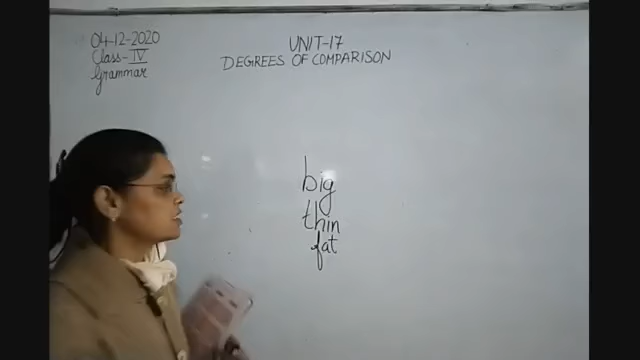 04-12-2020
Class-IV
Grammar
UNIT-17
DEGREES OF COMPARISON
big
thin
fat